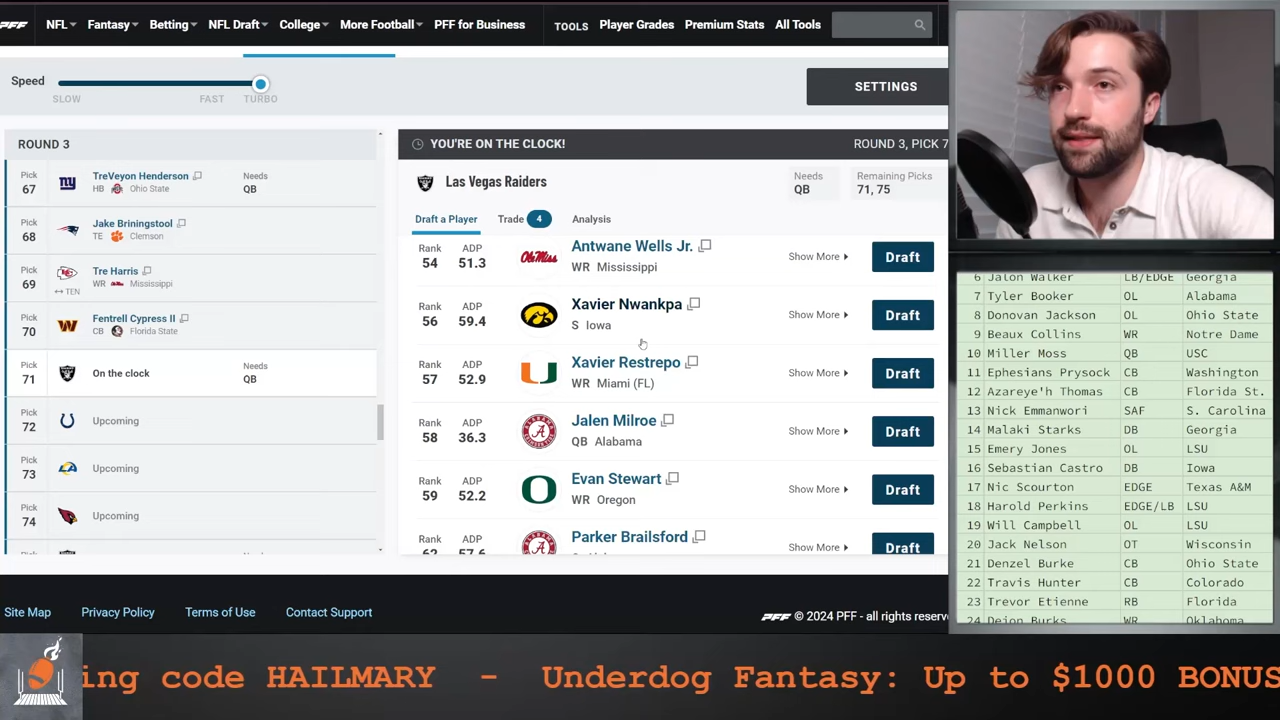 PFF NFL Fantasy Betting NFL Draft College More Football PFF for Business TOOLS Player Grades Premium Stats All Tools
Speed
SLOW FAST TURBO
SETTINGS
ROUND 3
Pick 67 TreVeyon Henderson Needs
HB Ohio State QB
Pick 68 Jake Briningstool
TE Clemson
Pick 69 Tre Harris
TEN WR Mississippi
Pick 70 Fentrell Cypress II
CB Florida State
Pick 71 On the clock Needs
QB
Pick 72 Upcoming
Pick 73 Upcoming
Pick 74 Upcoming
YOU'RE ON THE CLOCK! ROUND 3, PICK 7
Las Vegas Raiders Needs Remaining Picks
QB 71, 75
Draft a Player Trade 4 Analysis
Rank ADP Antwane Wells Jr. Show More Draft
54 51.3 WR Mississippi
Rank ADP Xavier Nwankpa Show More Draft
56 59.4 S Iowa
Rank ADP Xavier Restrepo Show More Draft
57 52.9 WR Miami (FL)
Rank ADP Jalen Milroe Show More Draft
58 36.3 QB Alabama
Rank ADP Evan Stewart Show More Draft
59 52.2 WR Oregon
Rank ADP Parker Brailsford Show More Draft
62 57.6
Site Map Privacy Policy Terms of Use Contact Support
PFF © 2024 PFF - all rights reserv
6 Jalon Walker LB/EDGE Georgia
7 Tyler Booker OL Alabama
8 Donovan Jackson OL Ohio State
9 Beaux Collins WR Notre Dame
10 Miller Moss QB USC
11 Ephesians Prysock CB Washington
12 Azareye'h Thomas CB Florida St.
13 Nick Emmanwori SAF S. Carolina
14 Malaki Starks DB Georgia
15 Emery Jones OL LSU
16 Sebastian Castro DB Iowa
17 Nic Scourton EDGE Texas A&M
18 Harold Perkins EDGE/LB LSU
19 Will Campbell OL LSU
20 Jack Nelson OT Wisconsin
21 Denzel Burke CB Ohio State
22 Travis Hunter CB Colorado
23 Trevor Etienne RB Florida
24 Deion Burks WR Oklahoma
ing code HAILMARY - Underdog Fantasy: Up to $1000 BONUS